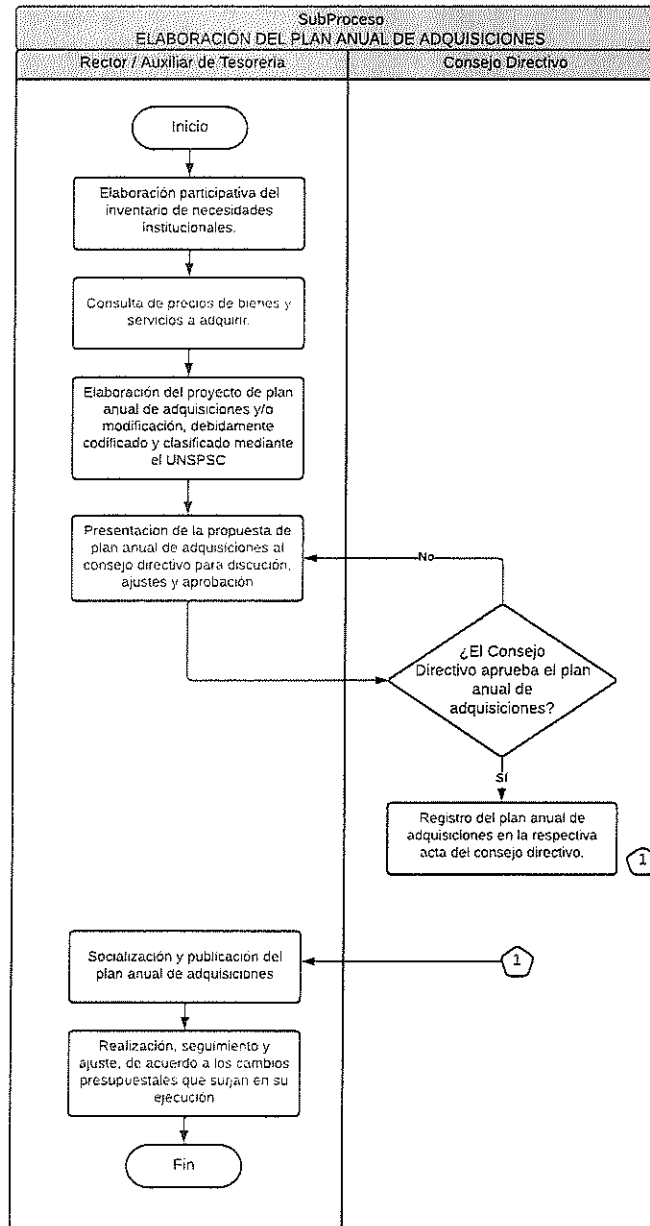 SubProceso
ELABORACIÓN DEL PLAN ANUAL DE ADQUISICIONES
Rector / Auxiliar de Tesorería
Consejo Directivo
Inicio
Elaboración participativa del
inventario de necesidades
institucionales.
Consulta de precios de bienes y
servicios a adquirir.
Elaboración del proyecto de plan
anual de adquisiciones y/o
modificación, debidamente
codificado y clasificado mediante
el UNSPSC
Presentacion de la propuesta de
plan anual de adquisiciones al
consejo directivo para discución,
ajustes y aprobación
No
¿El Consejo
Directivo aprueba el plan
anual de
adquisiciones?
Sí
Registro del plan anual de
adquisiciones en la respectiva
acta del consejo directivo.
1
Socialización y publicación del
plan anual de adquisiciones
1
Realización, seguimiento y
ajuste, de acuerdo a los cambios
presupuestales que surjan en su
ejecución
Fin